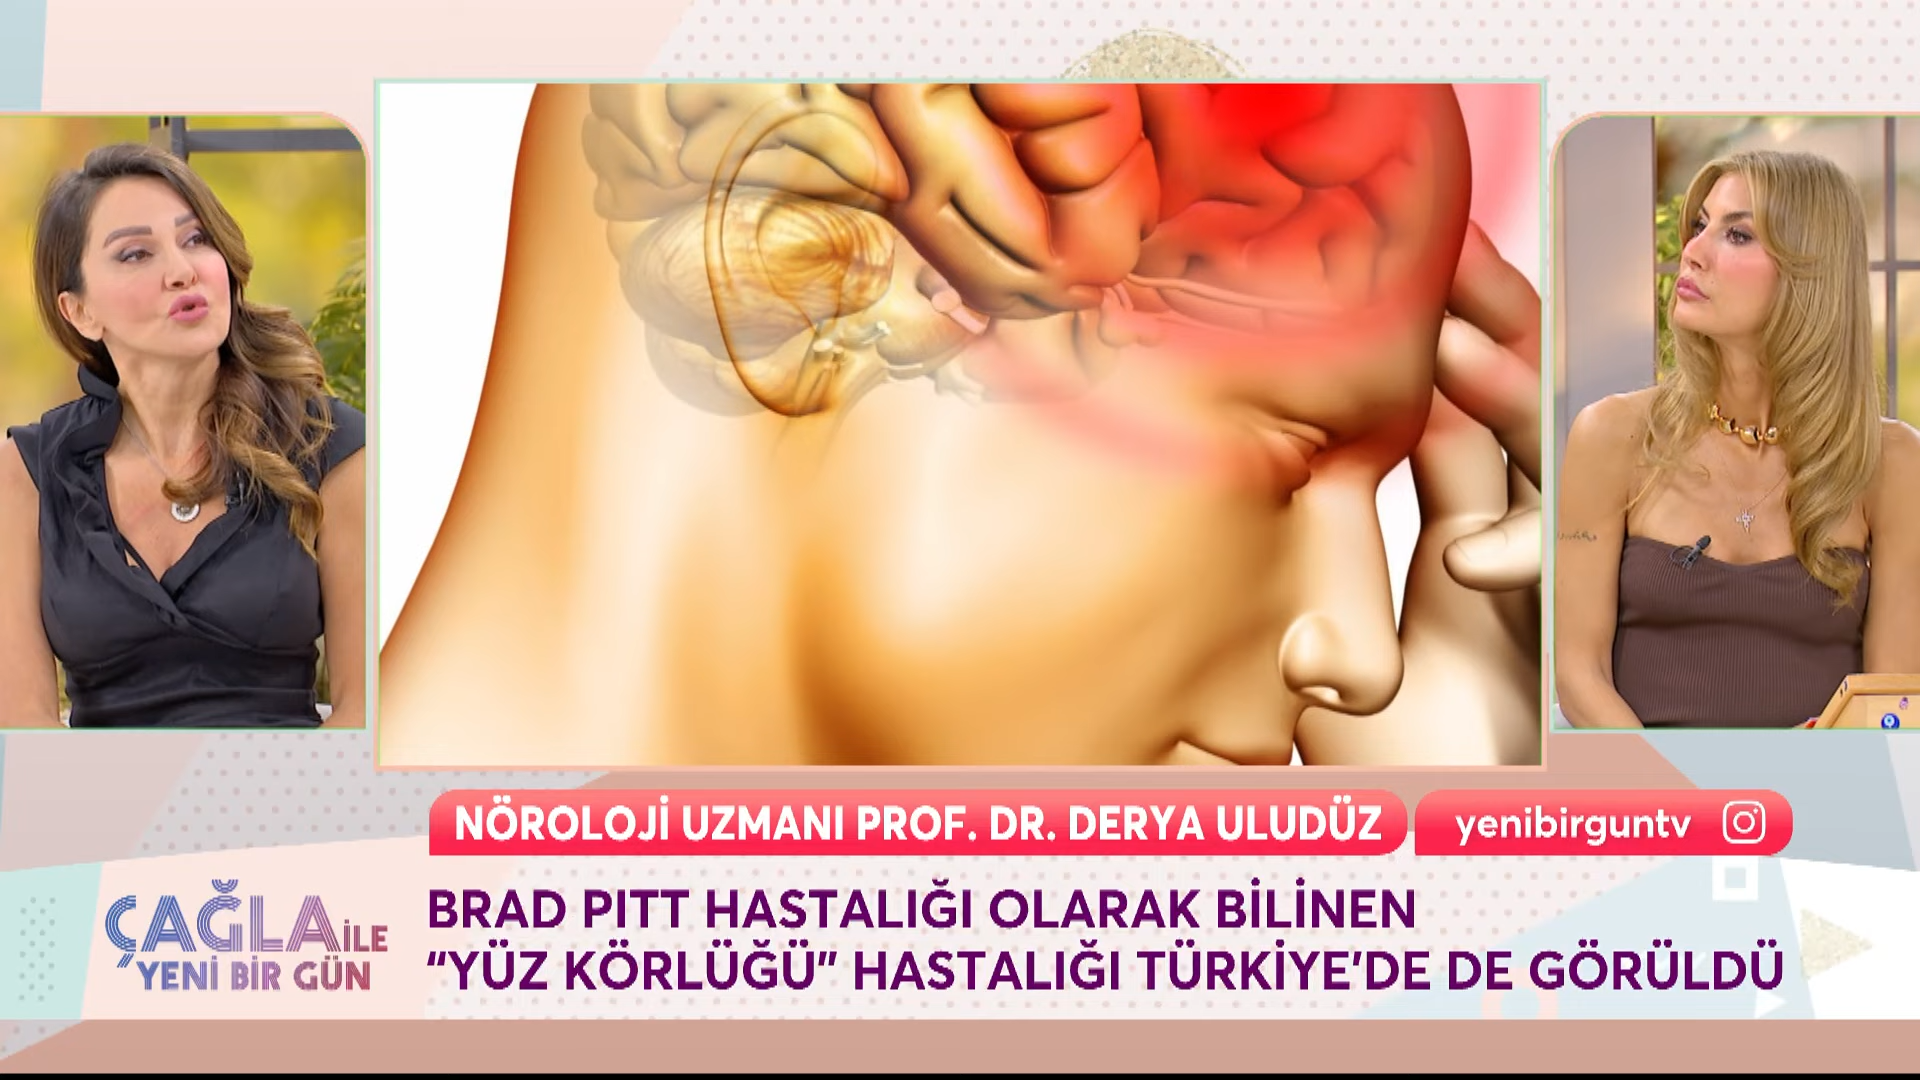 NÖROLOJİ UZMANI PROF. DR. DERYA ULUDÜZ
yenibirguntv
BRAD PITT HASTALIĞI OLARAK BİLİNEN
“YÜZ KÖRLÜĞÜ” HASTALIĞI TÜRKİYE’DE DE GÖRÜLDÜ
ÇAĞLA İLE
YENİ BİR GÜN